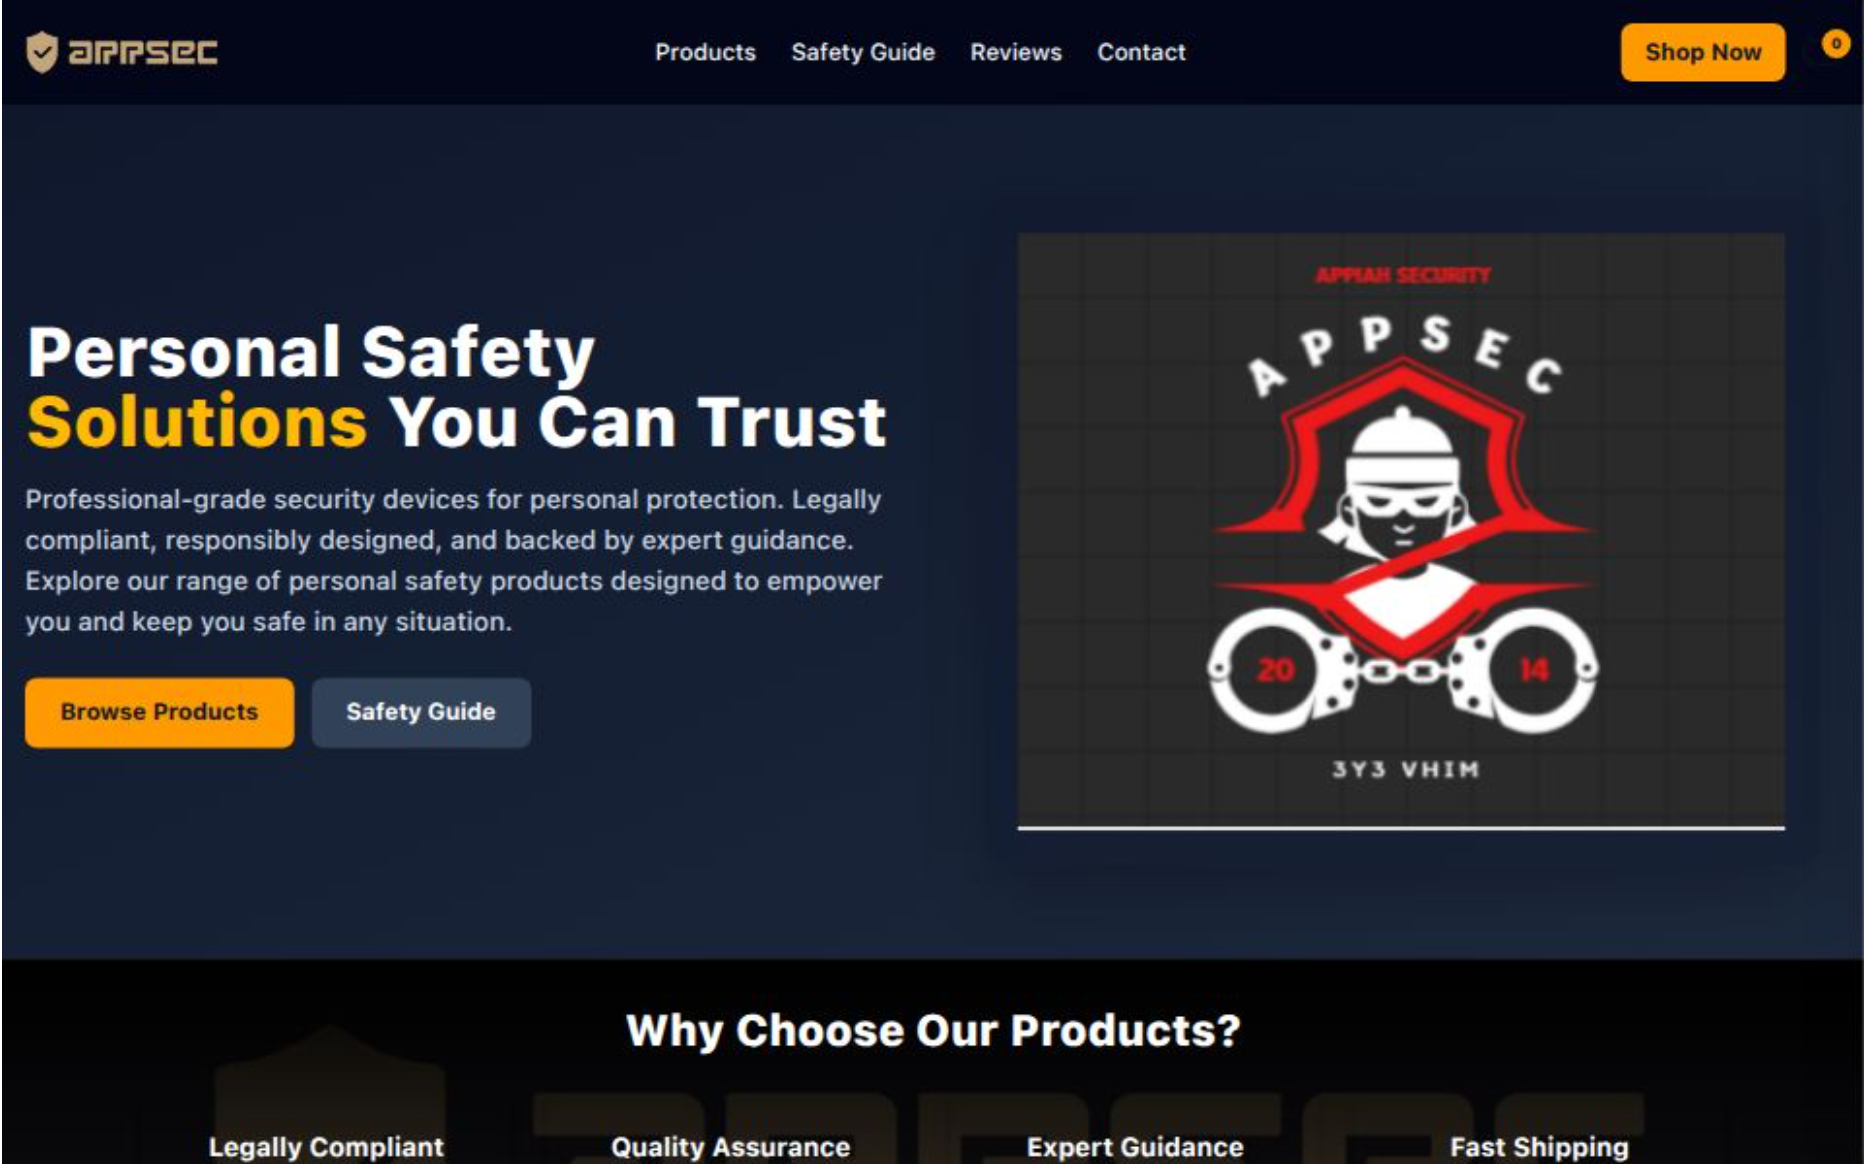 appsec
Products
Safety Guide
Reviews
Contact
Shop Now
0
Personal Safety
Solutions You Can Trust
Professional-grade security devices for personal protection. Legally
compliant, responsibly designed, and backed by expert guidance.
Explore our range of personal safety products designed to empower
you and keep you safe in any situation.
Browse Products
Safety Guide
APPIAH SECURITY
APPSEC
20
14
3Y3 VHIM
Why Choose Our Products?
Legally Compliant
Quality Assurance
Expert Guidance
Fast Shipping